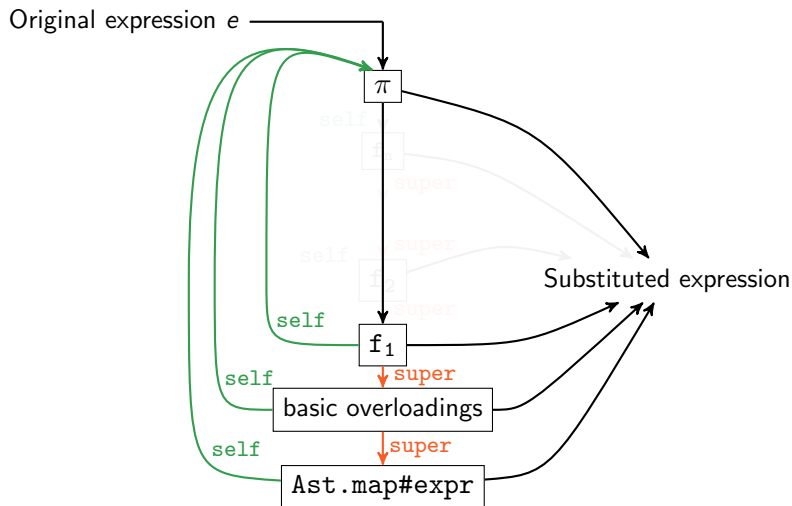 Original expression e
π
self
fn
super
super
self
f2
super
Substituted expression
self
f1
super
self
basic overloadings
super
self
Ast.map#expr